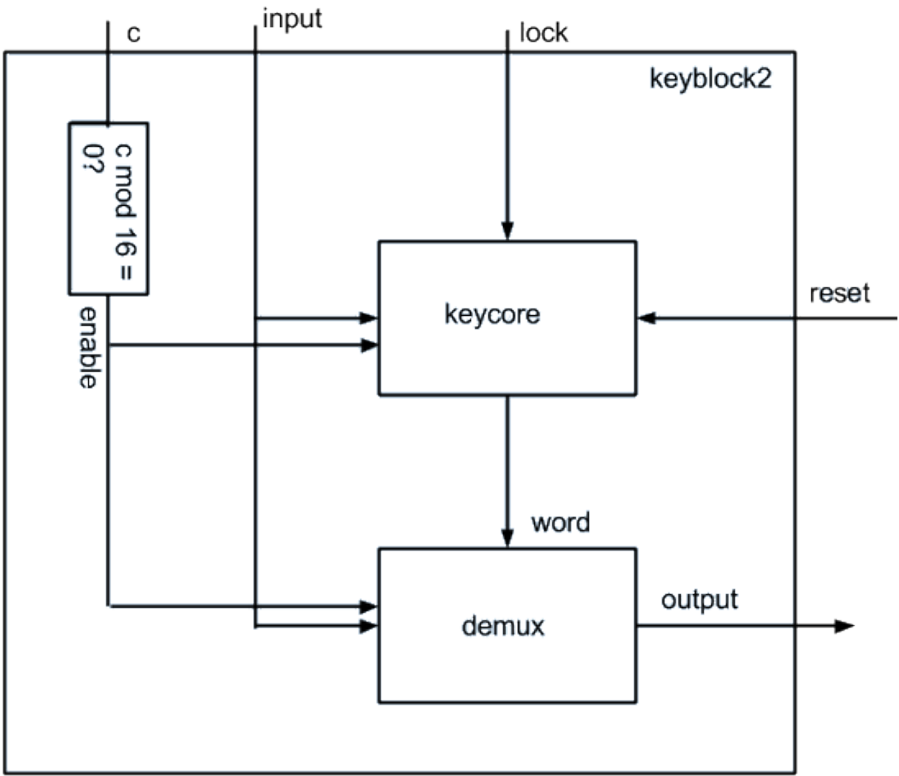 c
input
lock
keyblock2
c mod 16 =
0?
enable
keycore
reset
word
demux
output